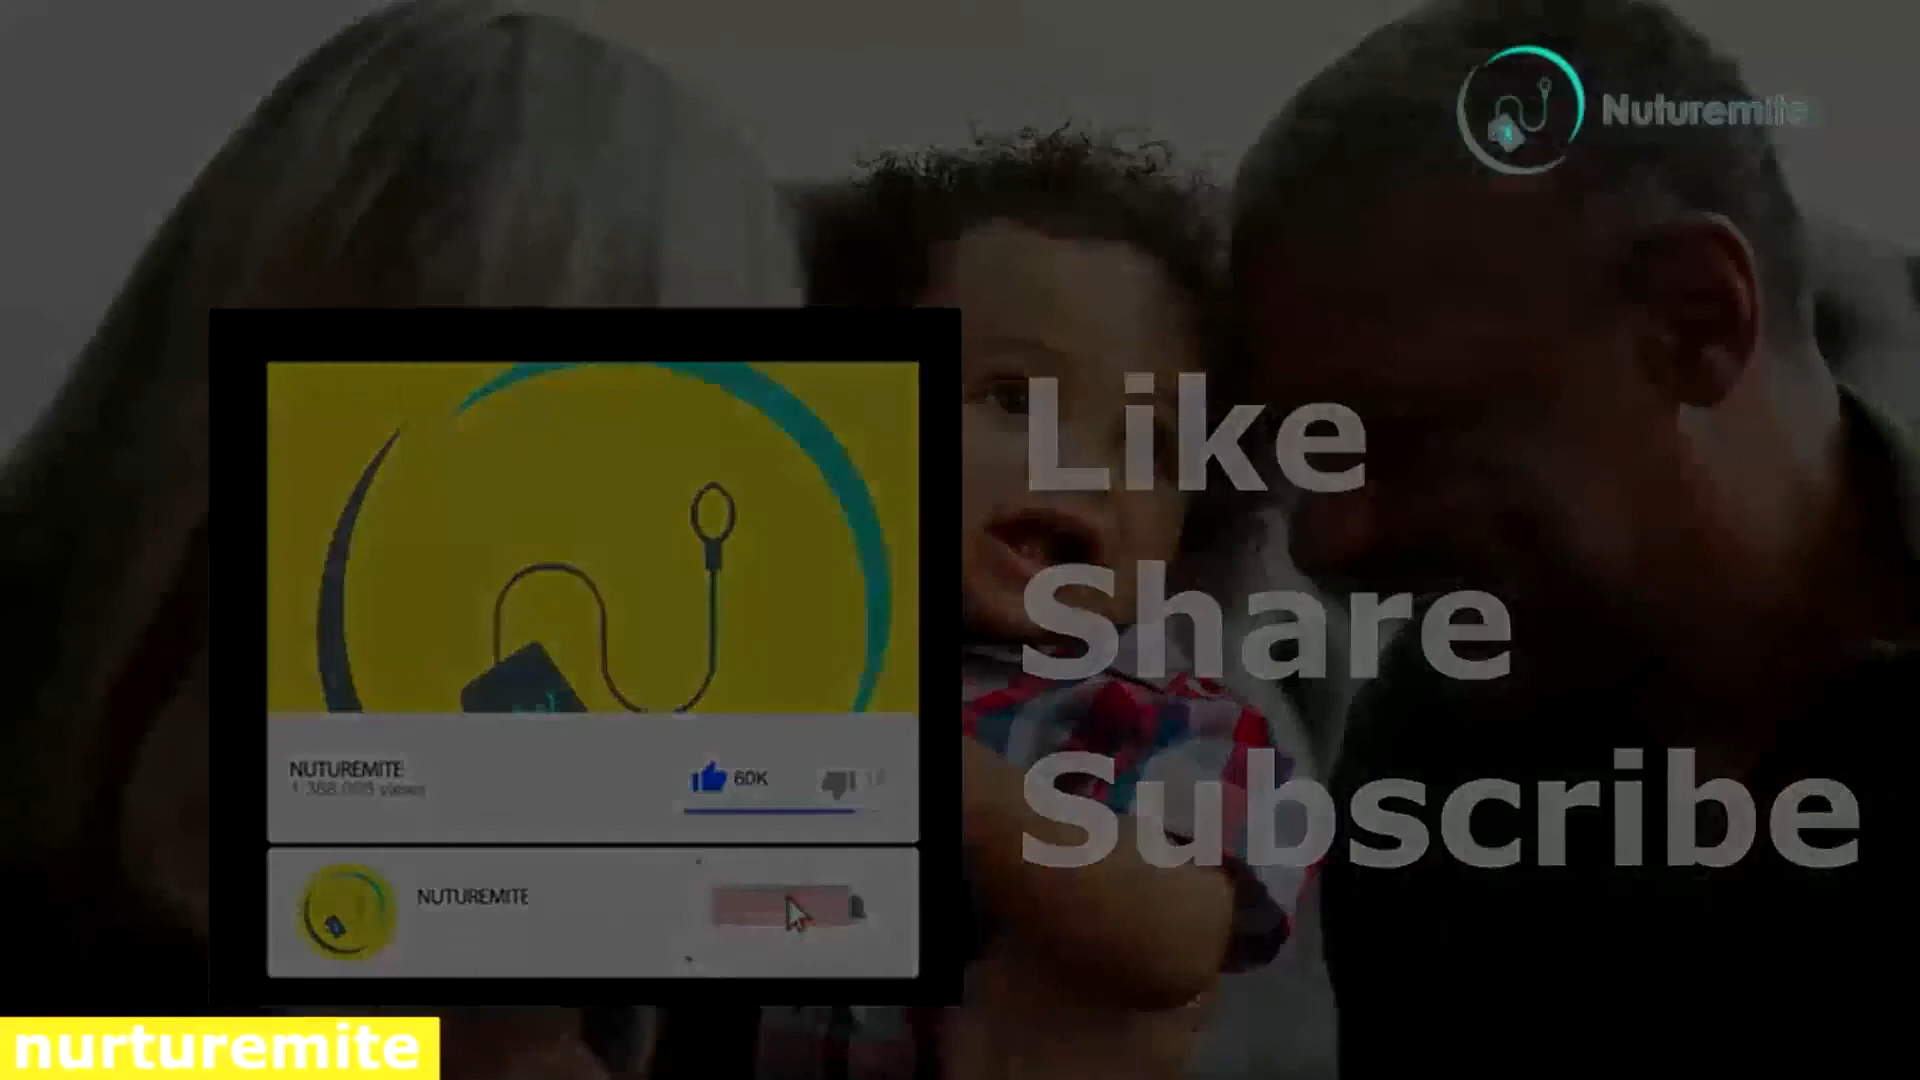 Nuturemite
Like
Share
Subscribe
NUTUREMITE
60K
NUTUREMITE
nurturemite